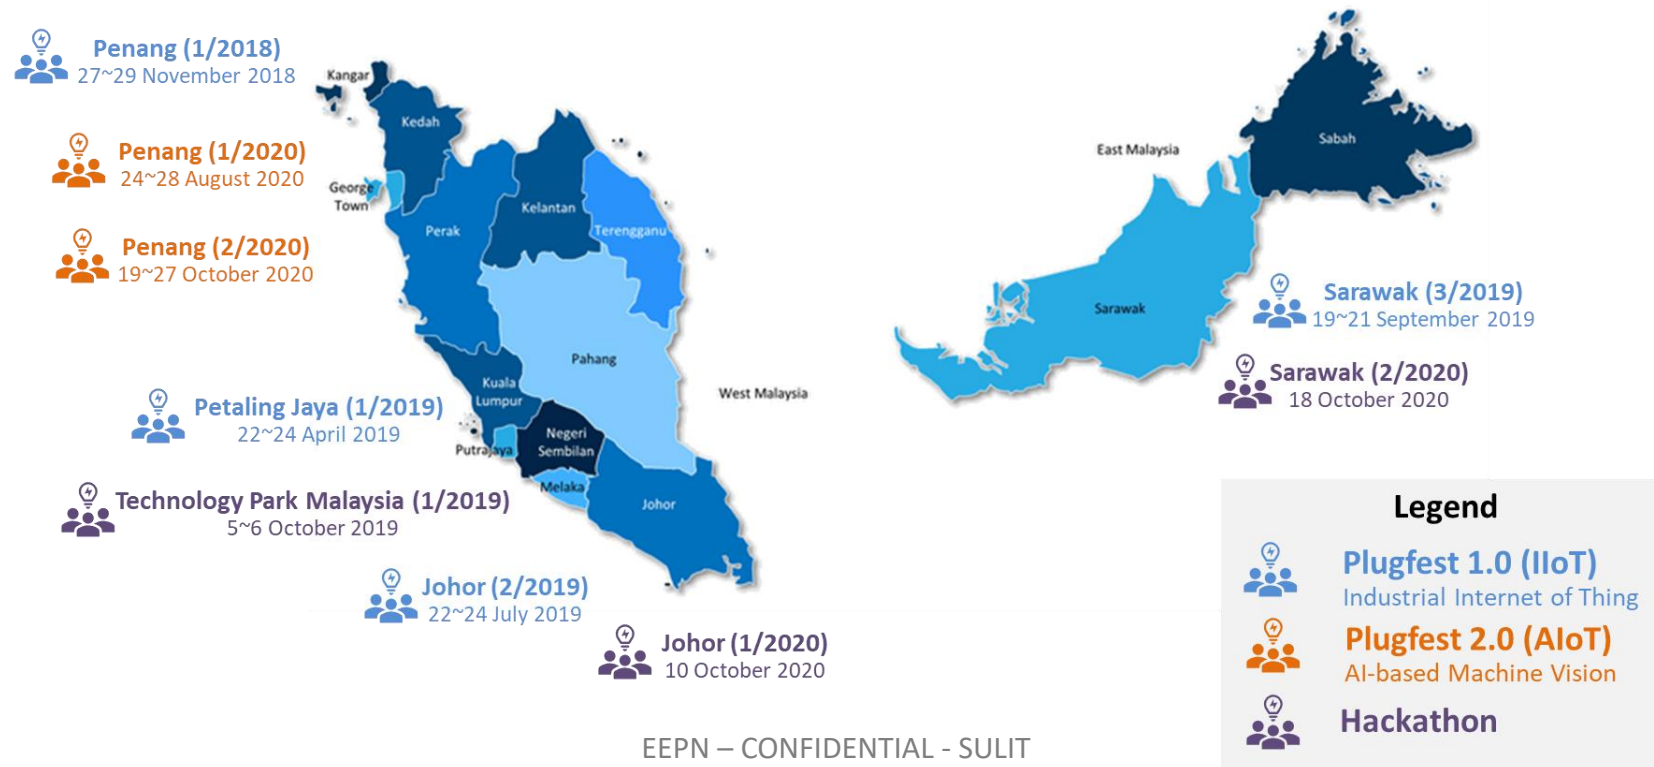 Penang (1/2018)
27~29 November 2018
Penang (1/2020)
24~28 August 2020
Penang (2/2020)
19~27 October 2020
Petaling Jaya (1/2019)
22~24 April 2019
Technology Park Malaysia (1/2019)
5~6 October 2019
Johor (2/2019)
22~24 July 2019
Johor (1/2020)
10 October 2020
Kangar
Kedah
George
Town
Perak
Kelantan
Terengganu
Pahang
Kuala
Lumpur
Putrajaya
Negeri
Sembilan
Melaka
Johor
West Malaysia
East Malaysia
Sabah
Sarawak
Sarawak (3/2019)
19~21 September 2019
Sarawak (2/2020)
18 October 2020
Legend
Plugfest 1.0 (IIoT)
Industrial Internet of Thing
Plugfest 2.0 (AIoT)
AI-based Machine Vision
Hackathon
EEPN – CONFIDENTIAL - SULIT